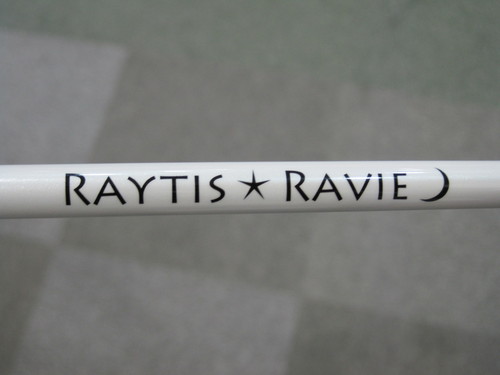 RAYTIS ★ RAVIE ☽